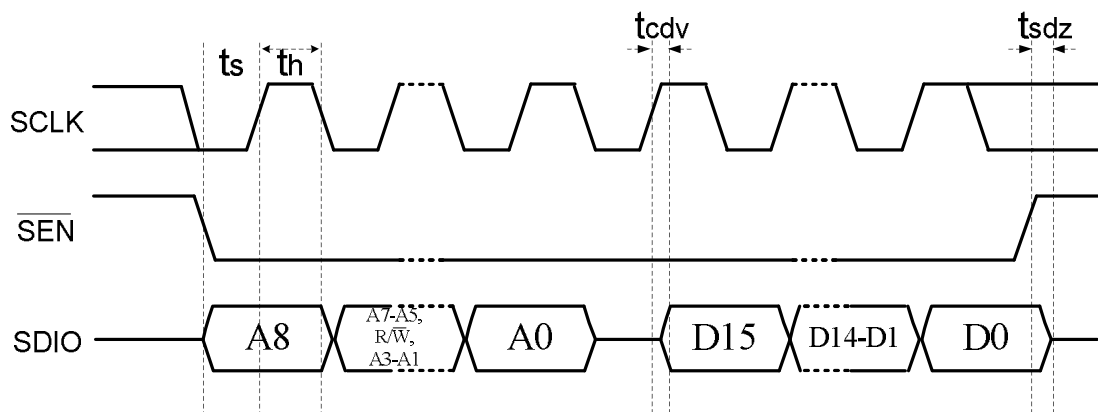 tcdv
tsdz
ts
th
SCLK
SEN
SDIO
A8
A7-A5,
R/W,
A3-A1
A0
D15
D14-D1
D0